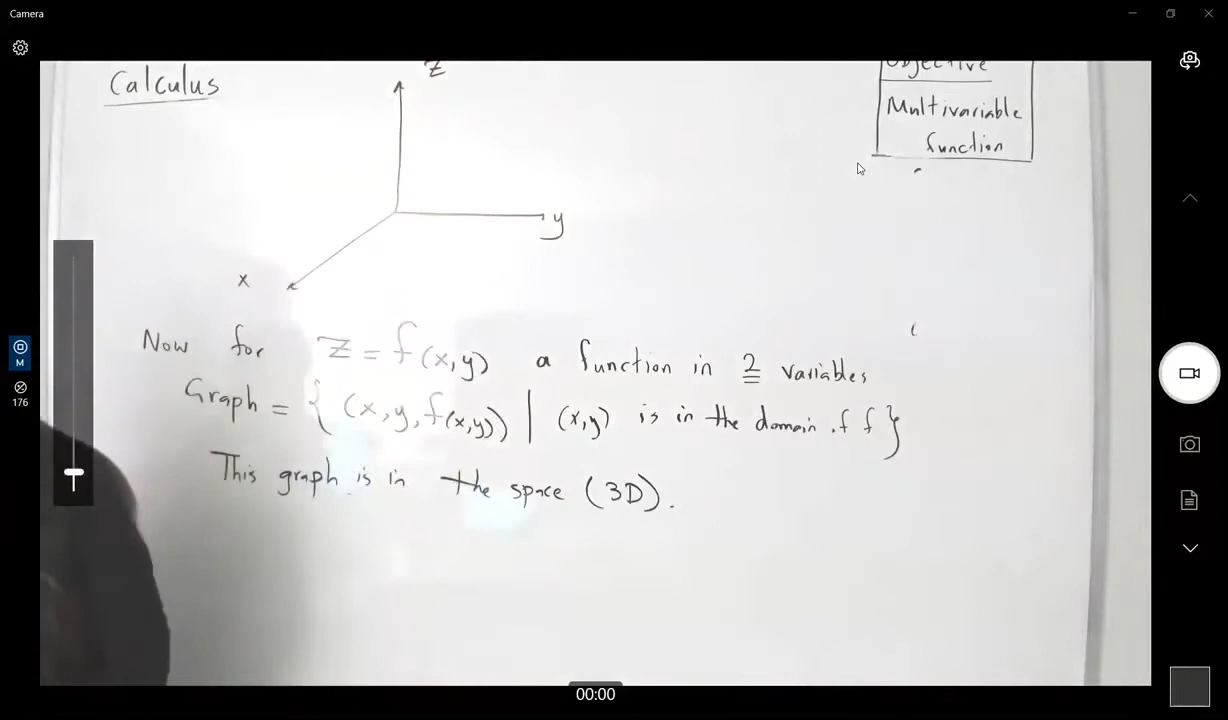 Camera
Calculus
z
Objective
Multivariable
function
y
x
Now for z = f(x,y) a function in 2 variables
Graph = { (x, y, f(x,y)) | (x,y) is in the domain of f }
This graph is in the space (3D).
M
176
00:00